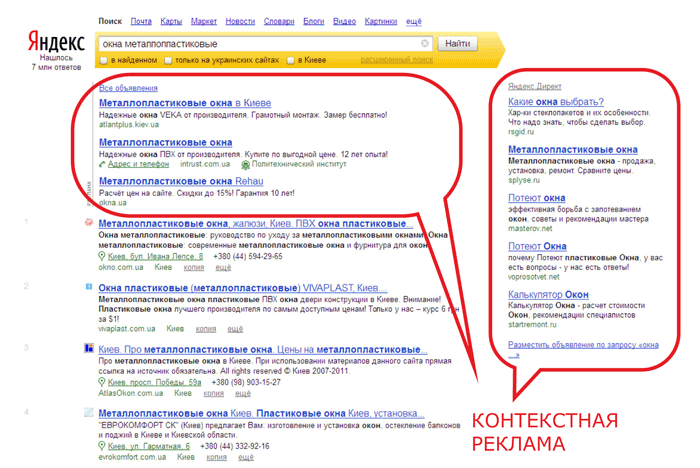 Поиск Почта Карты Маркет Новости Словари Блоги Видео Картинки ещё
Яндекс
Нашлось
7 млн ответов
окна металлопластиковые
Найти
в найденном только на украинских сайтах в Киеве расширенный поиск
Все объявления
Металлопластиковые окна в Киеве
Надежные окна VEKA от производителя. Грамотный монтаж. Замер бесплатно!
atlantplus.kiev.ua
Металлопластиковые окна
Надежные окна ПВХ от производителя. Купите по выгодной цене. 12 лет опыта!
Адрес и телефон intrust.com.ua Политехнический институт
Металлопластиковые окна Rehau
Расчёт цен на сайте. Скидки до 15%! Гарантия 10 лет!
okna.ua
1
Металлопластиковые окна, жалюзи, Киев. ПВХ окна пластиковые...
Окна металлопластиковые: руководство по уходу за металлопластиковыми окнами. Окна
металлопластиковые: современные металлопластиковые окна и фурнитура для окон
Киев, бул. Ивана Лепсе, 8 +380 (44) 594-29-65
okno.com.ua Киев копия ещё
2
Окна пластиковые (металлопластиковые) VIVAPLAST, Киев....
Металлопластиковые окна пластиковые ПВХ окна двери конструкции в Киеве. Внимание!
Пластиковые окна лучшего производителя по самым доступным ценам! Только у нас – курс 6 грн
за $1!
vivaplast.com.ua Киев копия ещё
3
Киев. Про металлопластиковые окна. Цены на металлопластиковые...
Про металлопластиковые окна в Киеве. При использовании материалов данного сайта прямая
ссылка на источник обязательна. All rights reserved © Киев 2007-2011.
Киев, просп. Победы, 59а +380 (98) 903-15-27
AtlasOkon.com.ua Киев копия ещё
4
Металлопластиковые окна Киев. Пластиковые окна Киев, установка...
"ЕВРОКОМФОРТ СК" (Киев) предлагает Вам: изготовление и установка окон, остекление балконов
и лоджий в Киеве и Киевской области.
Киев, ул. Гарматная, 6 +380 (44) 332-92-16
evrokomfort.com.ua Киев копия ещё
Яндекс.Директ
Какие окна выбрать?
Хар-ки стеклопакетов и их особенности.
Что надо знать, чтобы сделать выбор.
rsgid.ru
Металлопластиковые окна
Металлопластиковые окна - продажа,
установка, ремонт. Сравните цены.
splyse.ru
Потеют окна
эффективная борьба с запотеванием
окон, советы и рекомендации мастера
masterov.net
Потеют Окна
почему Потеют пластиковые Окна. У вас
есть вопросы - у нас есть ответы!
voprosotvet.net
Калькулятор Окон
Калькулятор Окна - расчет стоимости
Окон, рекомендации специалистов
startremont.ru
Разместить объявление по запросу «окна
...»
КОНТЕКСТНАЯ
РЕКЛАМА